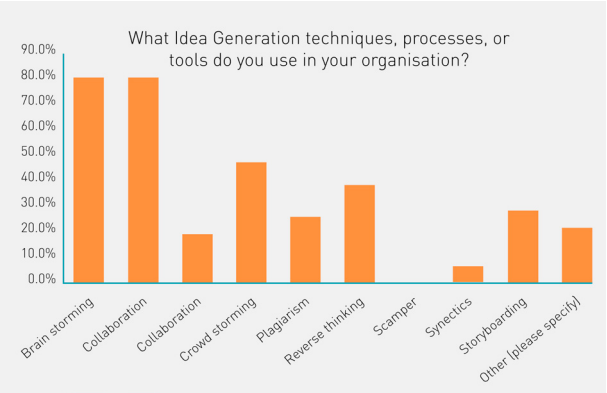 What Idea Generation techniques, processes, or
tools do you use in your organisation?
90.0%
80.0%
70.0%
60.0%
50.0%
40.0%
30.0%
20.0%
10.0%
0.0%
Brain storming
Collaboration
Collaboration
Crowd storming
Plagiarism
Reverse thinking
Scamper
Synectics
Storyboarding
Other (please specify)